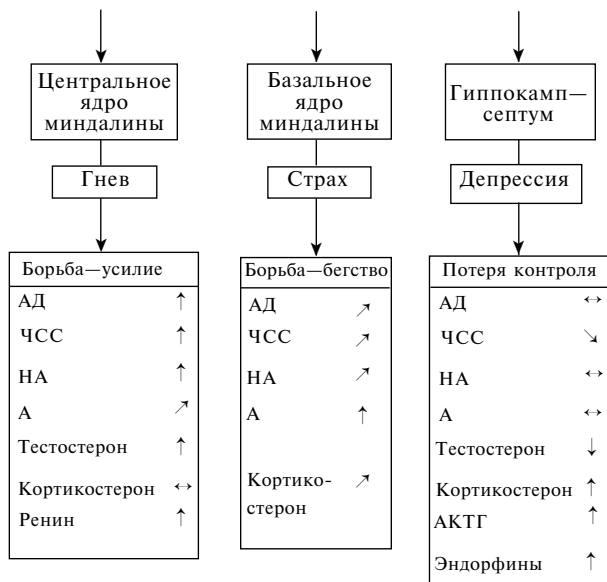 Центральное
ядро
миндалины
Гнев
Борьба—усилие
АД ↑
ЧСС ↑
НА ↑
А ↗
Тестостерон ↑
Кортикостерон ↔
Ренин ↑
Базальное
ядро
миндалины
Страх
Борьба—бегство
АД ↗
ЧСС ↗
НА ↗
А ↑
Кортико- ↗
стерон
Гиппокамп—
септум
Депрессия
Потеря контроля
АД ↔
ЧСС ↘
НА ↔
А ↔
Тестостерон ↓
Кортикостерон ↑
АКТГ ↑
Эндорфины ↑